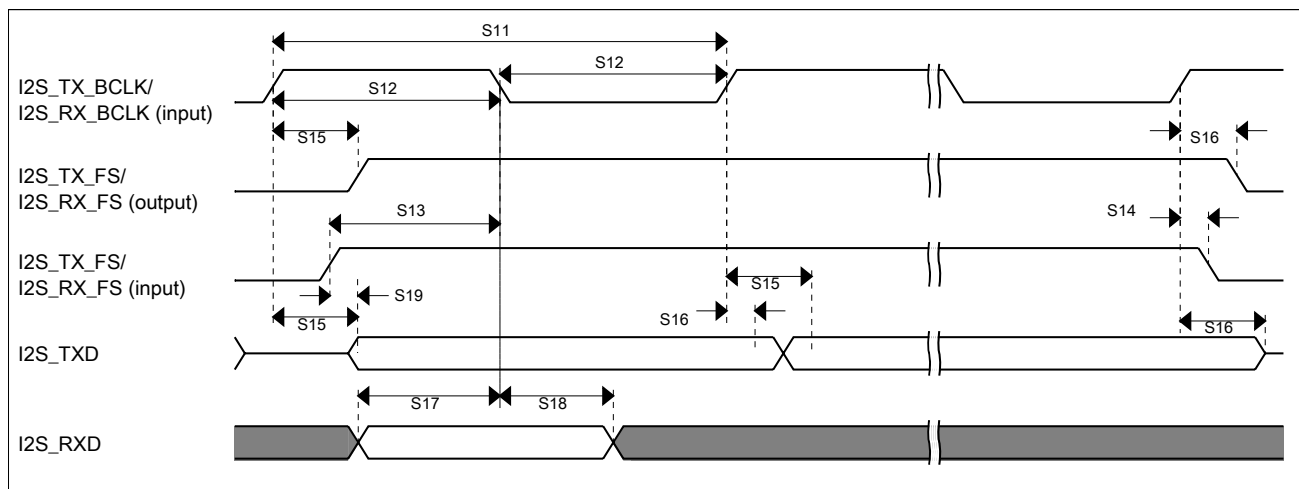 S11
I2S_TX_BCLK/
I2S_RX_BCLK (input)
S12
S12
S15
S16
I2S_TX_FS/
I2S_RX_FS (output)
S13
S14
I2S_TX_FS/
I2S_RX_FS (input)
S15
S19
S15
S16
S16
I2S_TXD
S17
S18
I2S_RXD